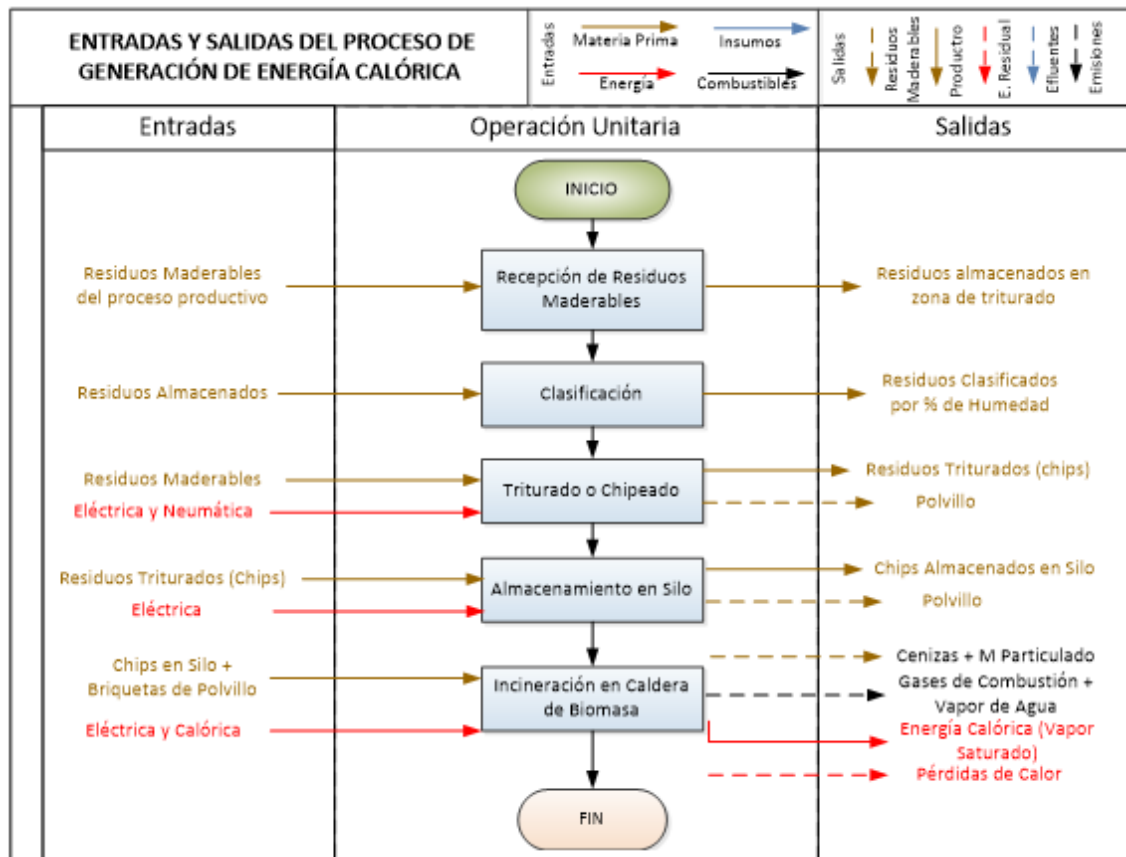 ENTRADAS Y SALIDAS DEL PROCESO DE
GENERACIÓN DE ENERGÍA CALÓRICA
Entradas
Materia Prima
Insumos
Energía
Combustibles
Salidas
Residuos
Maderables
Productro
E. Residual
Efluentes
Emisiones
Entradas
Operación Unitaria
Salidas
INICIO
Residuos Maderables
del proceso productivo
Recepción de Residuos
Maderables
Residuos almacenados en
zona de triturado
Residuos Almacenados
Clasificación
Residuos Clasificados
por % de Humedad
Residuos Maderables
Eléctrica y Neumática
Triturado o Chipeado
Residuos Triturados (chips)
Polvillo
Residuos Triturados (Chips)
Eléctrica
Almacenamiento en Silo
Chips Almacenados en Silo
Polvillo
Chips en Silo +
Briquetas de Polvillo
Eléctrica y Calórica
Incineración en Caldera
de Biomasa
Cenizas + M Particulado
Gases de Combustión +
Vapor de Agua
Energía Calórica (Vapor
Saturado)
Pérdidas de Calor
FIN